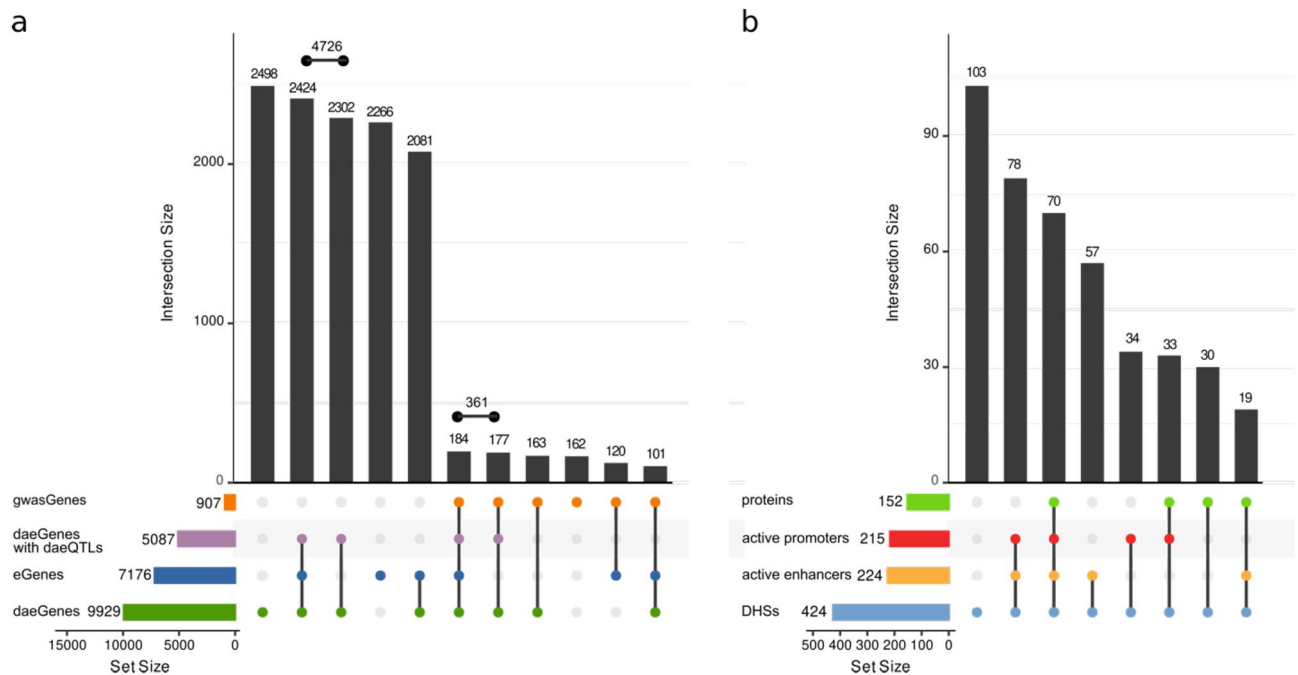 a
4726
2498
2424
2302
2266
2081
361
184
177
163
162
120
101
2000
1000
0
Intersection Size
gwasGenes 907
daeGenes
with daeQTLs
5087
eGenes 7176
daeGenes 9929
15000 10000 5000 0
Set Size
b
103
78
70
57
34
33
30
19
90
60
30
0
Intersection Size
proteins 152
active promoters 215
active enhancers 224
DHSs 424
500 400 300 200 100 0
Set Size